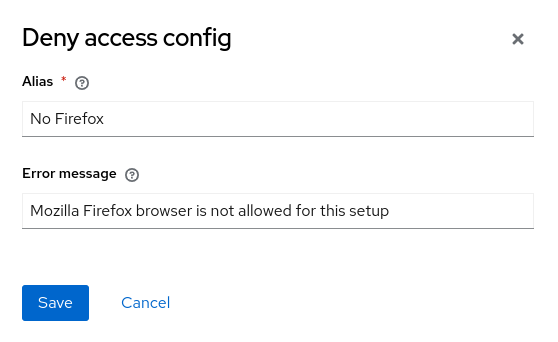 Deny access config
Alias *
No Firefox
Error message
Mozilla Firefox browser is not allowed for this setup
Save Cancel